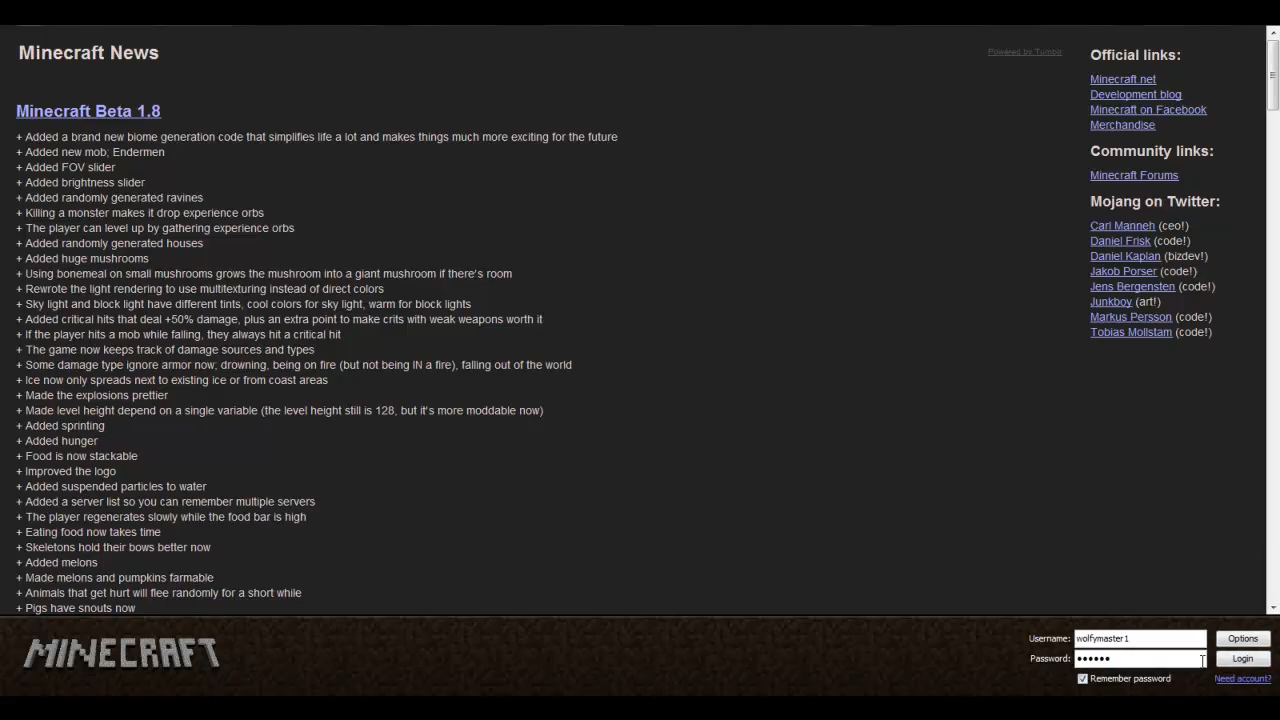 Minecraft News
Powered by Tumblr
Minecraft Beta 1.8
+ Added a brand new biome generation code that simplifies life a lot and makes things much more exciting for the future
+ Added new mob; Endermen
+ Added FOV slider
+ Added brightness slider
+ Added randomly generated ravines
+ Killing a monster makes it drop experience orbs
+ The player can level up by gathering experience orbs
+ Added randomly generated houses
+ Added huge mushrooms
+ Using bonemeal on small mushrooms grows the mushroom into a giant mushroom if there's room
+ Rewrote the light rendering to use multitexturing instead of direct colors
+ Sky light and block light have different tints, cool colors for sky light, warm for block lights
+ Added critical hits that deal +50% damage, plus an extra point to make crits with weak weapons worth it
+ If the player hits a mob while falling, they always hit a critical hit
+ The game now keeps track of damage sources and types
+ Some damage type ignore armor now; drowning, being on fire (but not being IN a fire), falling out of the world
+ Ice now only spreads next to existing ice or from coast areas
+ Made the explosions prettier
+ Made level height depend on a single variable (the level height still is 128, but it's more moddable now)
+ Added sprinting
+ Added hunger
+ Food is now stackable
+ Improved the logo
+ Added suspended particles to water
+ Added a server list so you can remember multiple servers
+ The player regenerates slowly while the food bar is high
+ Eating food now takes time
+ Skeletons hold their bows better now
+ Added melons
+ Made melons and pumpkins farmable
+ Animals that get hurt will flee randomly for a short while
+ Pigs have snouts now
Official links:
Minecraft.net
Development blog
Minecraft on Facebook
Merchandise
Community links:
Minecraft Forums
Mojang on Twitter:
Carl Manneh (ceo!)
Daniel Frisk (code!)
Daniel Kaplan (bizdev!)
Jakob Porser (code!)
Jens Bergensten (code!)
Junkboy (art!)
Markus Persson (code!)
Tobias Mollstam (code!)
MINECRAFT
Username: wolfymaster1 Options
Password: •••••• Login
Remember password Need account?